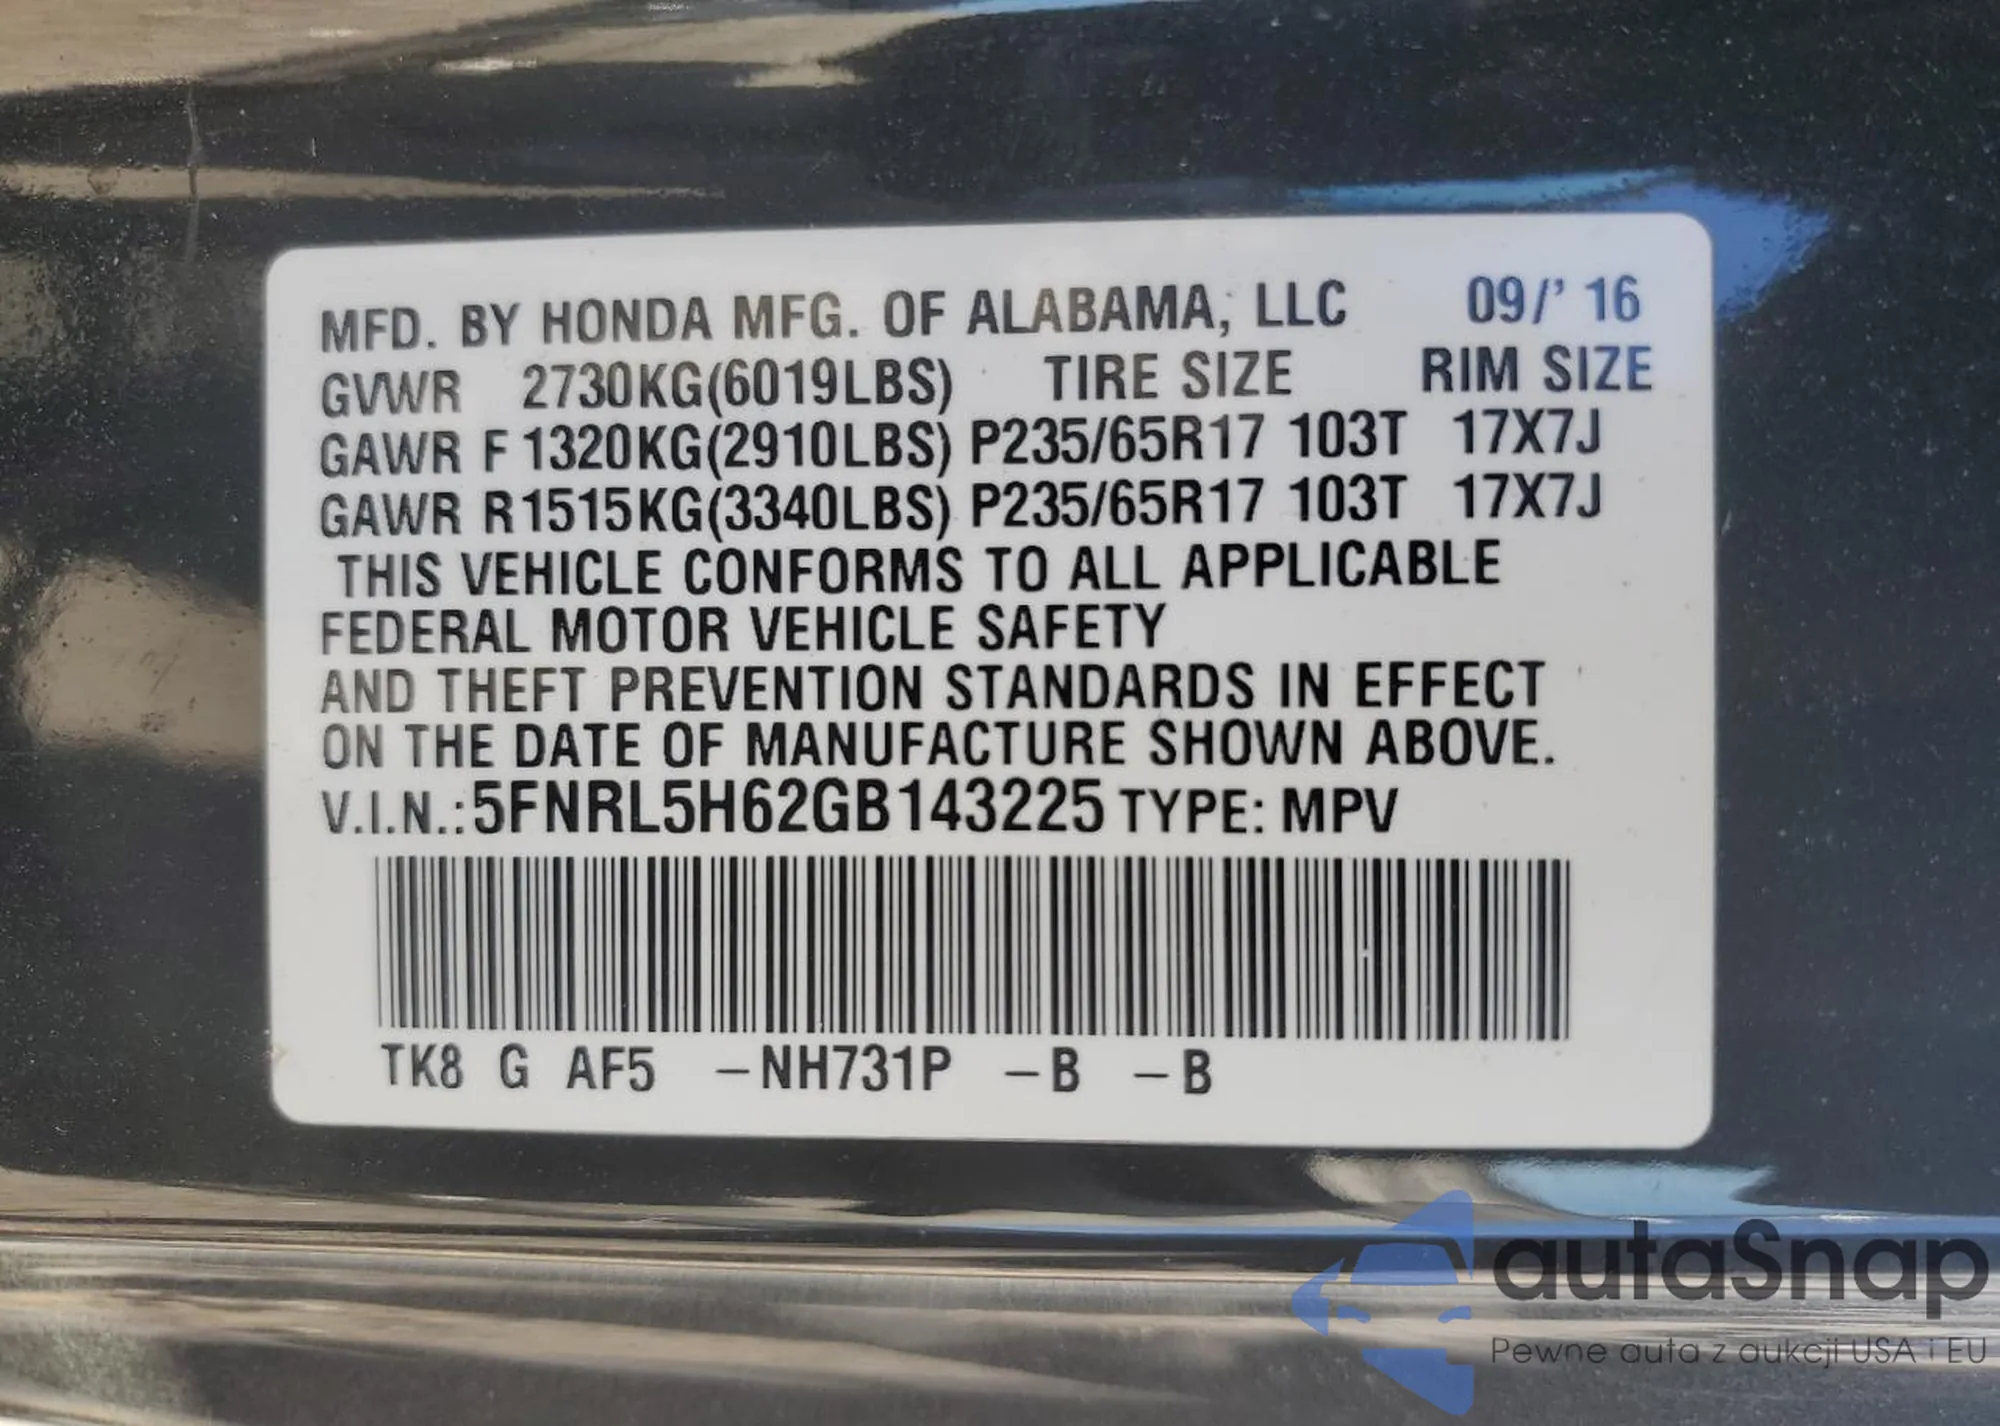 MFD. BY HONDA MFG. OF ALABAMA, LLC 09/' 16
GVWR 2730KG(6019LBS) TIRE SIZE RIM SIZE
GAWR F 1320KG(2910LBS) P235/65R17 103T 17X7J
GAWR R 1515KG(3340LBS) P235/65R17 103T 17X7J
THIS VEHICLE CONFORMS TO ALL APPLICABLE
FEDERAL MOTOR VEHICLE SAFETY
AND THEFT PREVENTION STANDARDS IN EFFECT
ON THE DATE OF MANUFACTURE SHOWN ABOVE.
V.I.N.: 5FNRL5H62GB143225 TYPE: MPV
TK8 G AF5 –NH731P –B –B
autaSnap
Pewne auta z aukcji USA i EU